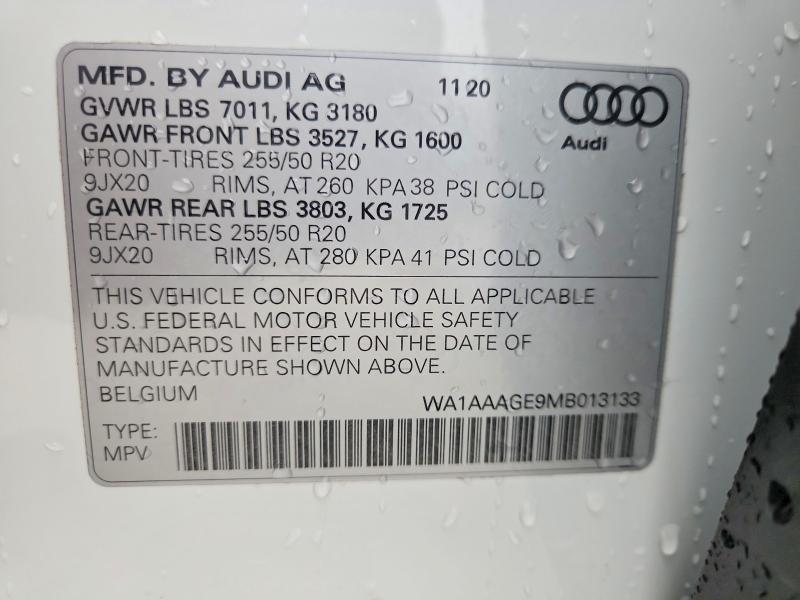 MFD. BY AUDI AG 11 20
GVWR LBS 7011, KG 3180
GAWR FRONT LBS 3527, KG 1600
Audi
FRONT-TIRES 255/50 R20
9JX20 RIMS, AT 260 KPA 38 PSI COLD
GAWR REAR LBS 3803, KG 1725
REAR-TIRES 255/50 R20
9JX20 RIMS, AT 280 KPA 41 PSI COLD
THIS VEHICLE CONFORMS TO ALL APPLICABLE
U.S. FEDERAL MOTOR VEHICLE SAFETY
STANDARDS IN EFFECT ON THE DATE OF
MANUFACTURE SHOWN ABOVE.
BELGIUM WA1AAAGE9MB013133
TYPE:
MPV